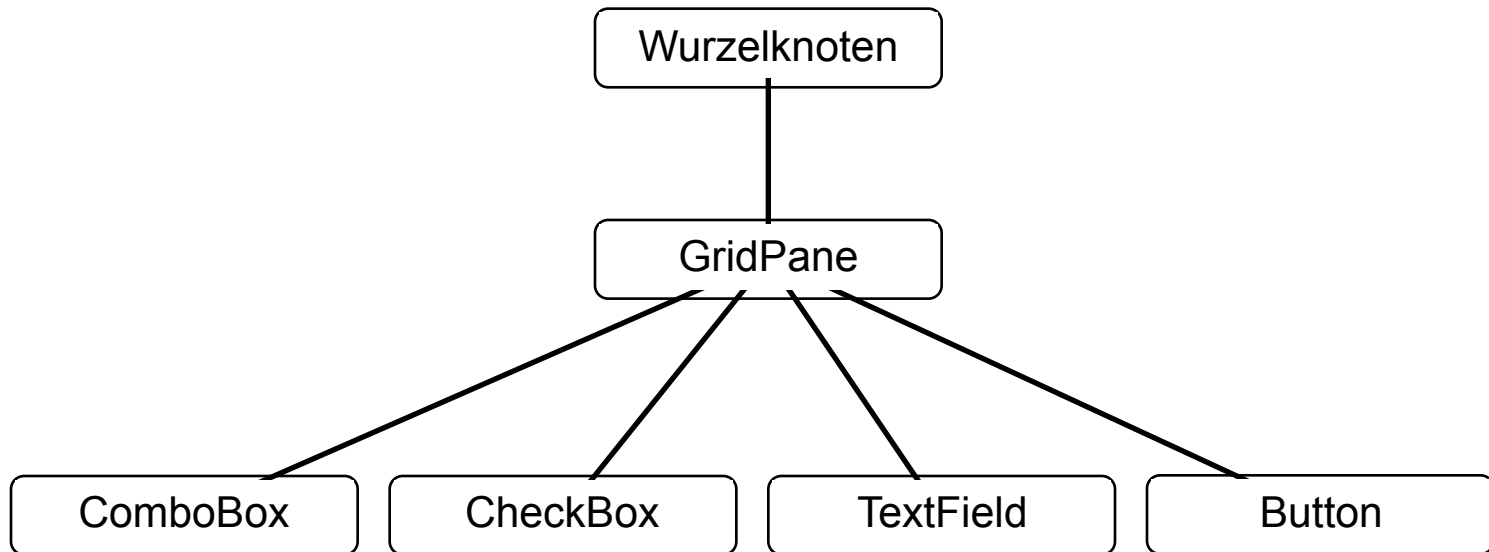 Wurzelknoten
GridPane
ComboBox
CheckBox
TextField
Button